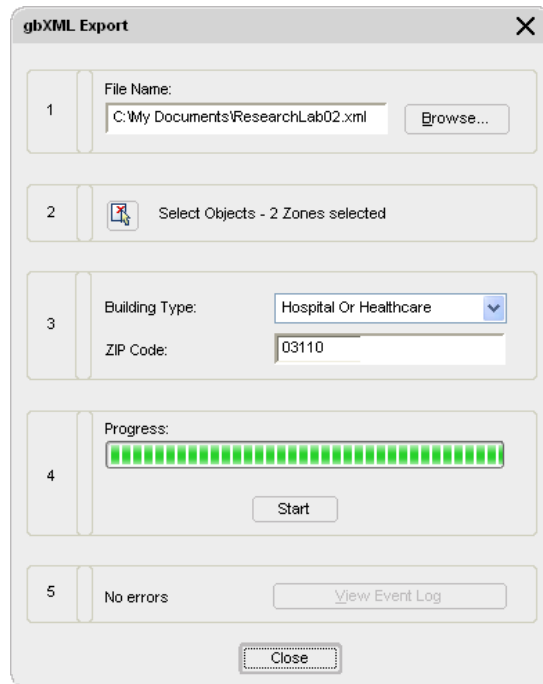 gbXML Export
1
File Name:
C:\My Documents\ResearchLab02.xml
Browse...
2
Select Objects - 2 Zones selected
3
Building Type:
Hospital Or Healthcare
ZIP Code:
03110
4
Progress:
Start
5
No errors
View Event Log
Close